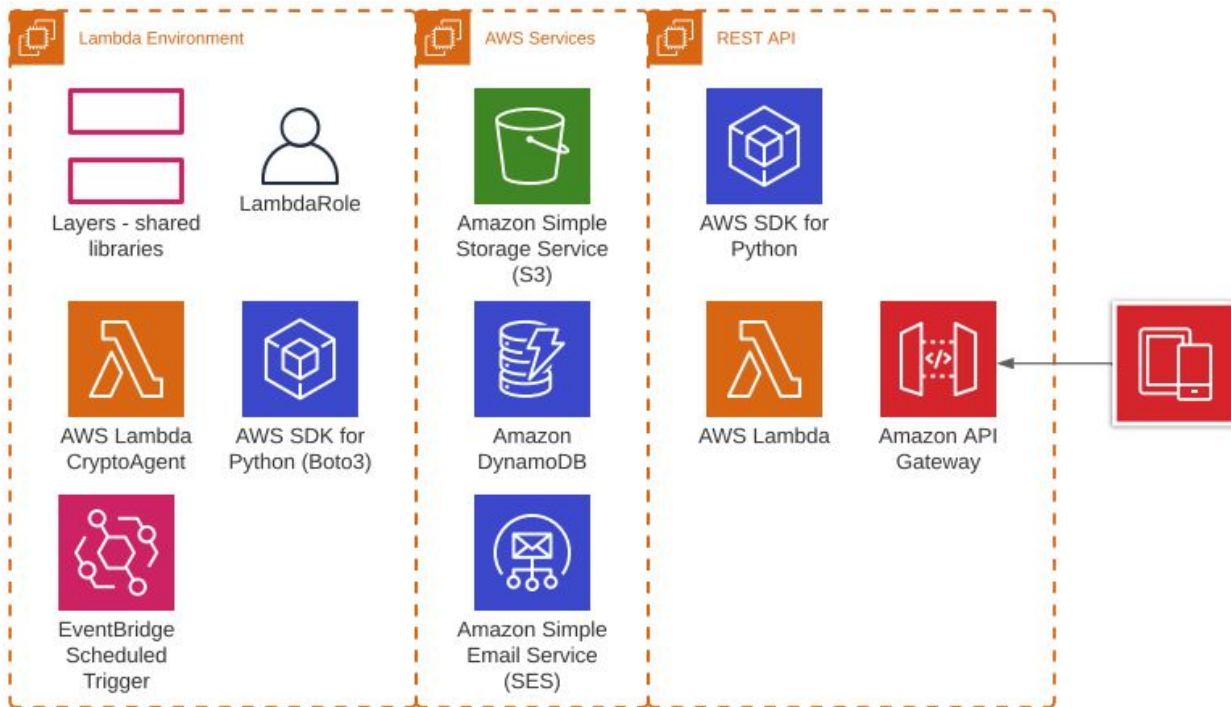 Lambda Environment
AWS Services
REST API
Layers - shared
libraries
LambdaRole
Amazon Simple
Storage Service
(S3)
AWS SDK for
Python
AWS Lambda
CryptoAgent
AWS SDK for
Python (Boto3)
Amazon
DynamoDB
AWS Lambda
</>
Amazon API
Gateway
EventBridge
Scheduled
Trigger
Amazon Simple
Email Service
(SES)